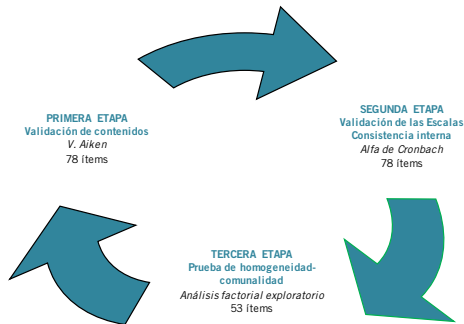 PRIMERA ETAPA
Validación de contenidos
V. Aiken
78 ítems
SEGUNDA ETAPA
Validación de las Escalas
Consistencia interna
Alfa de Cronbach
78 ítems
TERCERA ETAPA
Prueba de homogeneidad-
comunalidad
Análisis factorial exploratorio
53 ítems